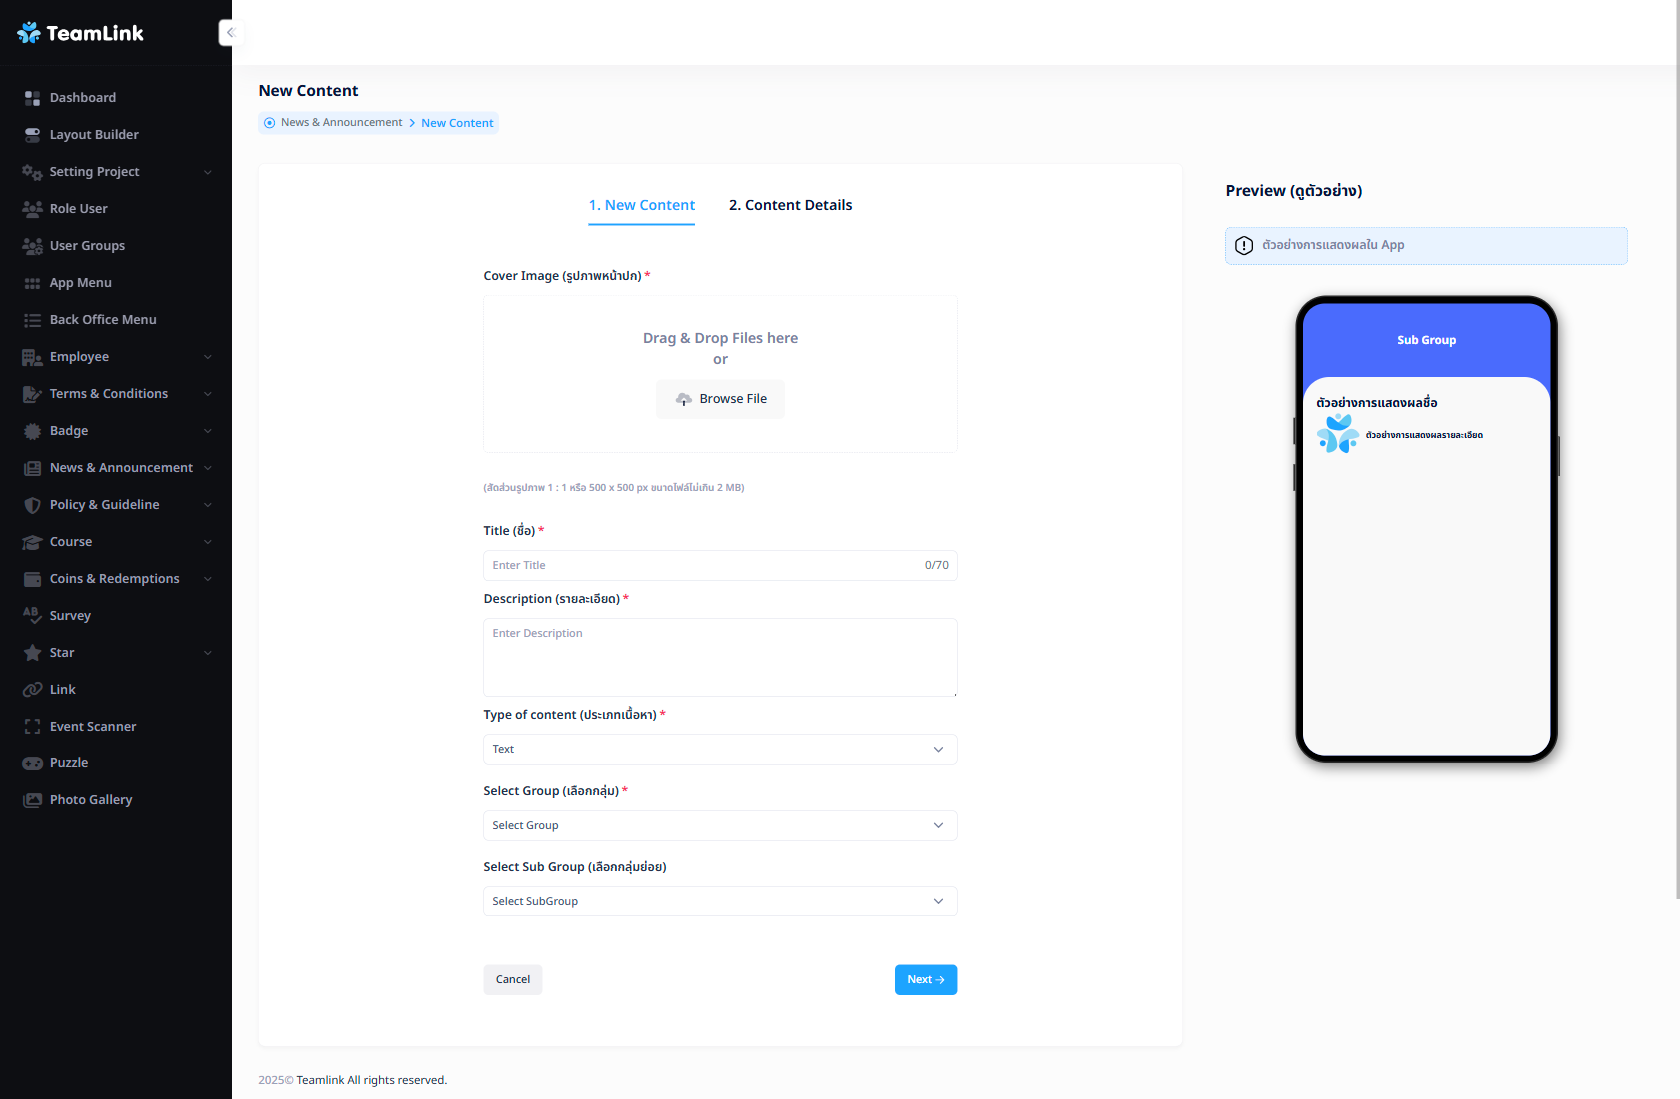 TeamLink
Dashboard
Layout Builder
Setting Project
Role User
User Groups
App Menu
Back Office Menu
Employee
Terms & Conditions
Badge
News & Announcement
Policy & Guideline
Course
Coins & Redemptions
Survey
Star
Link
Event Scanner
Puzzle
Photo Gallery
New Content
News & Announcement > New Content
1. New Content
2. Content Details
Cover Image (รูปภาพหน้าปก) *
Drag & Drop Files here
or
Browse File
(สัดส่วนรูปภาพ 1 : 1 หรือ 500 x 500 px ขนาดไฟล์ไม่เกิน 2 MB)
Title (ชื่อ) *
Enter Title 0/70
Description (รายละเอียด) *
Enter Description
Type of content (ประเภทเนื้อหา) *
Text
Select Group (เลือกกลุ่ม) *
Select Group
Select Sub Group (เลือกกลุ่มย่อย)
Select SubGroup
Cancel
Next →
Preview (ดูตัวอย่าง)
ตัวอย่างการแสดงผลใน App
Sub Group
ตัวอย่างการแสดงผลชื่อ
ตัวอย่างการแสดงผลรายละเอียด
2025© Teamlink All rights reserved.